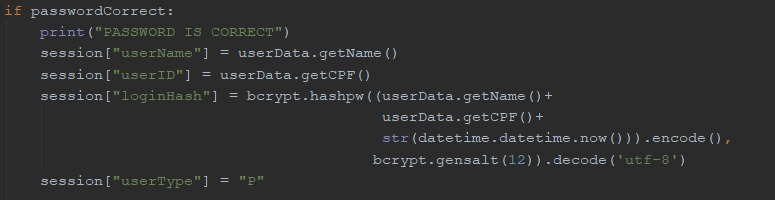 if passwordCorrect:
print("PASSWORD IS CORRECT")
session["userName"] = userData.getName()
session["userID"] = userData.getCPF()
session["loginHash"] = bcrypt.hashpw((userData.getName()+
userData.getCPF()+
str(datetime.datetime.now())).encode(),
bcrypt.gensalt(12)).decode('utf-8')
session["userType"] = "P"